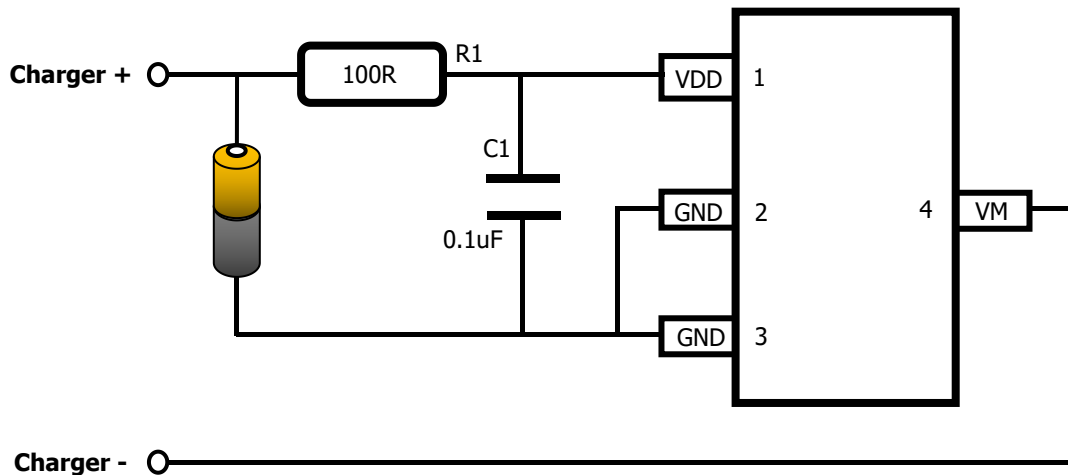 R1
Charger +
100R
VDD
1
C1
GND
2
4
VM
0.1uF
GND
3
Charger -